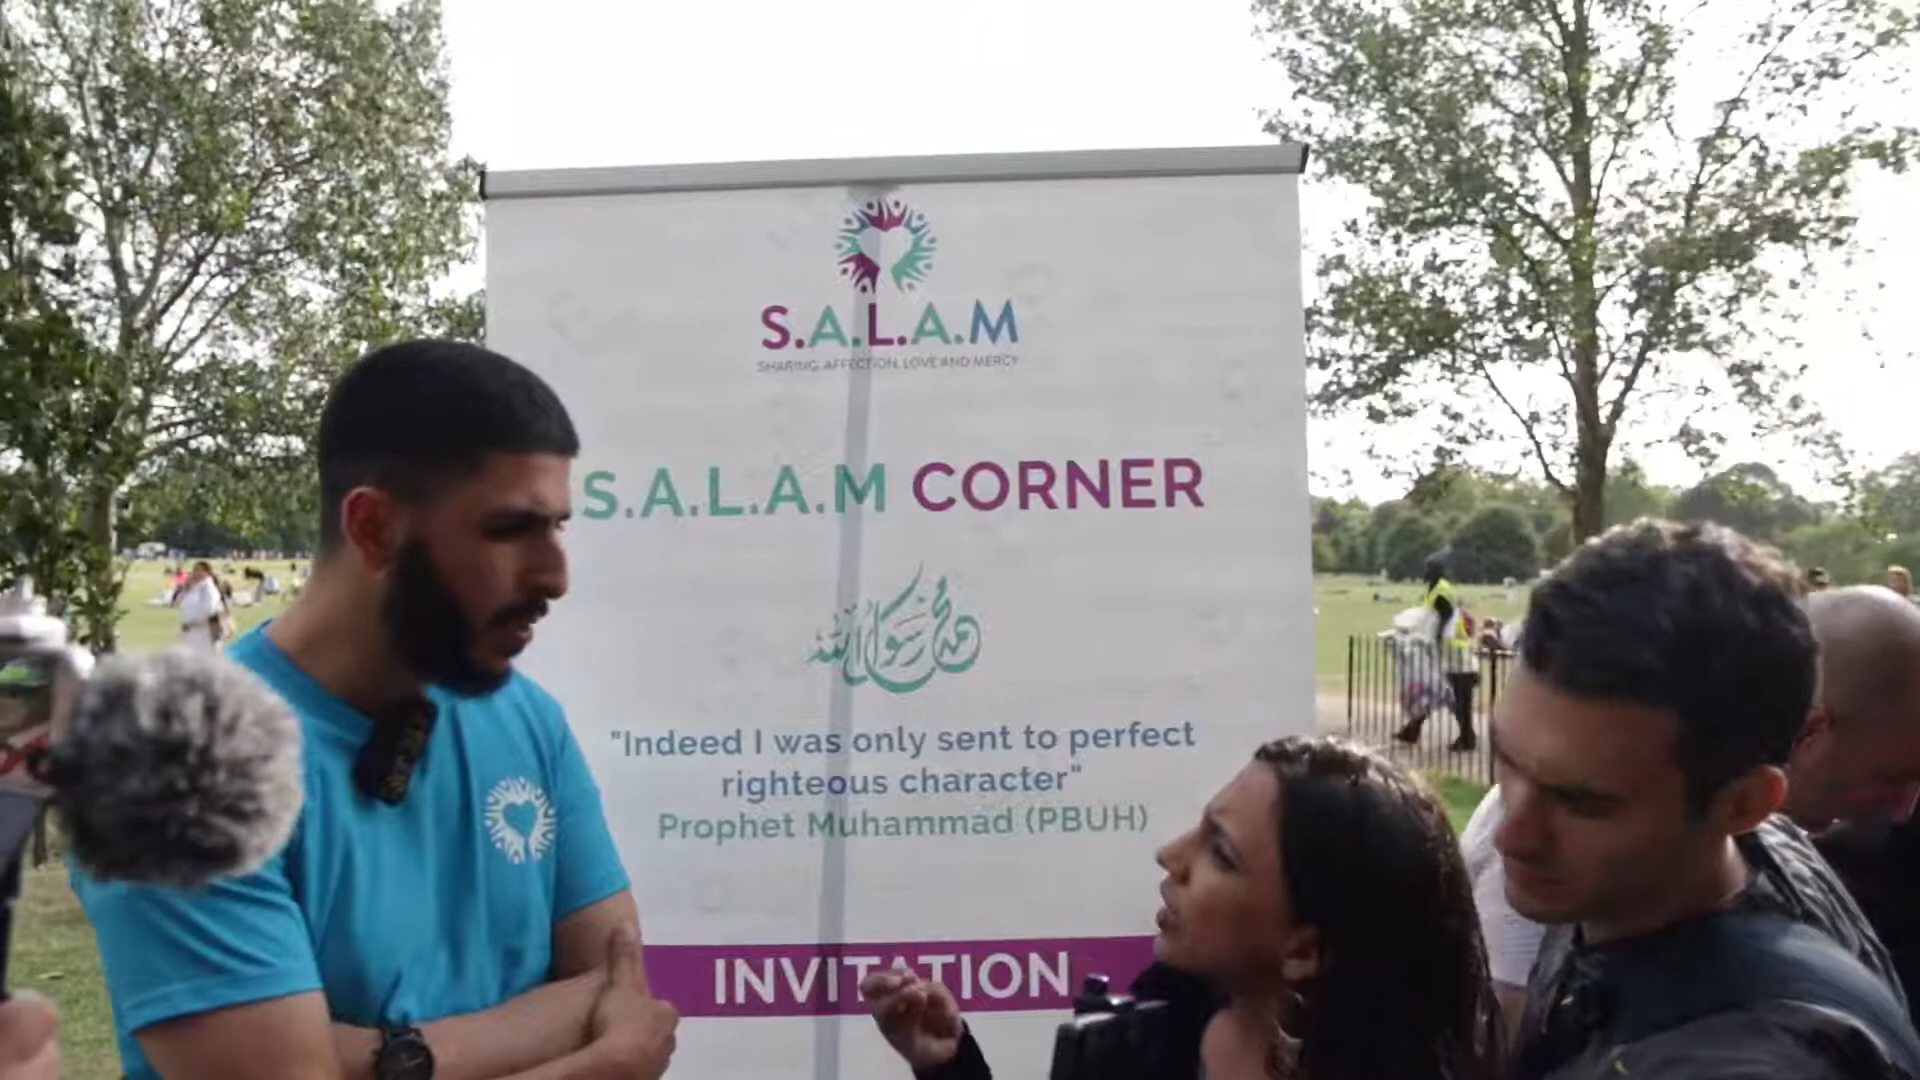 S.A.L.A.M
SHARING AFFECTION, LOVE AND MERCY
S.A.L.A.M CORNER
محمد رسول الله
"Indeed I was only sent to perfect
righteous character"
Prophet Muhammad (PBUH)
INVITATION